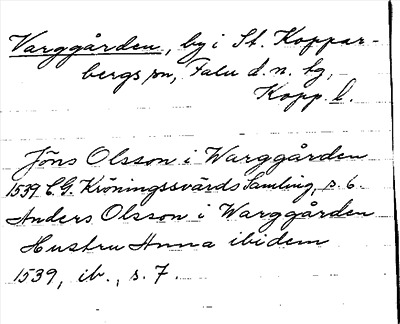 Varggården, by i St. Koppar-
bergs sn, Falu d.n. tg,
Kopp. l.
Jöns Olsson i Warggården
1539 C.G. Kröningssvärds Samling, s. 6.
Anders Olsson i Warggården
Hustru Anna ibidem
1539, ib., s. 7.